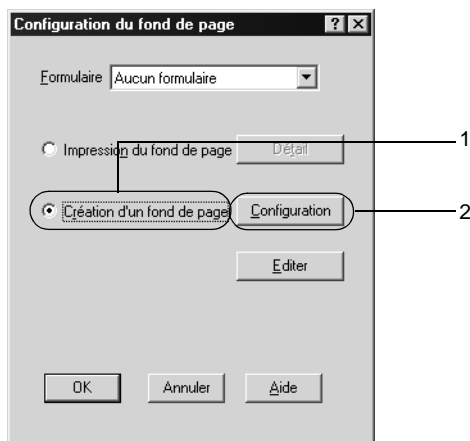 Configuration du fond de page
Formulaire Aucun formulaire
Impression du fond de page Détail
1
Création d'un fond de page Configuration
2
Editer
OK Annuler Aide